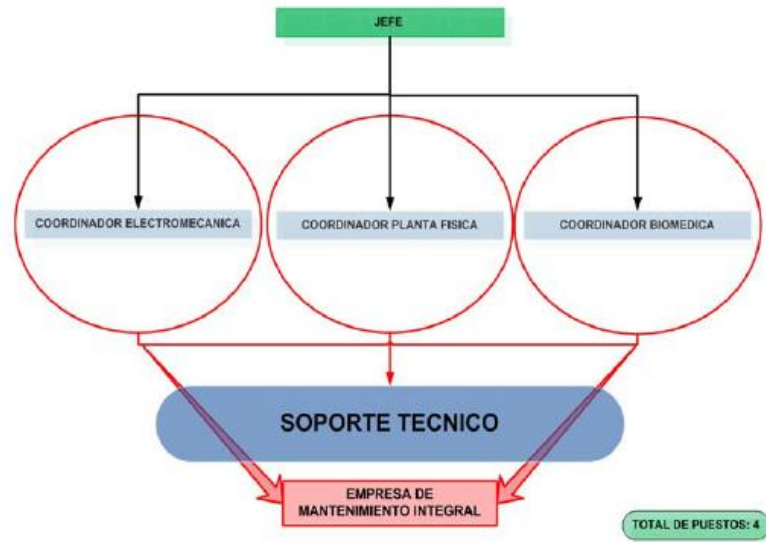 JEFE
COORDINADOR ELECTROMECANICA
COORDINADOR PLANTA FISICA
COORDINADOR BIOMEDICA
SOPORTE TECNICO
EMPRESA DE
MANTENIMIENTO INTEGRAL
TOTAL DE PUESTOS: 4